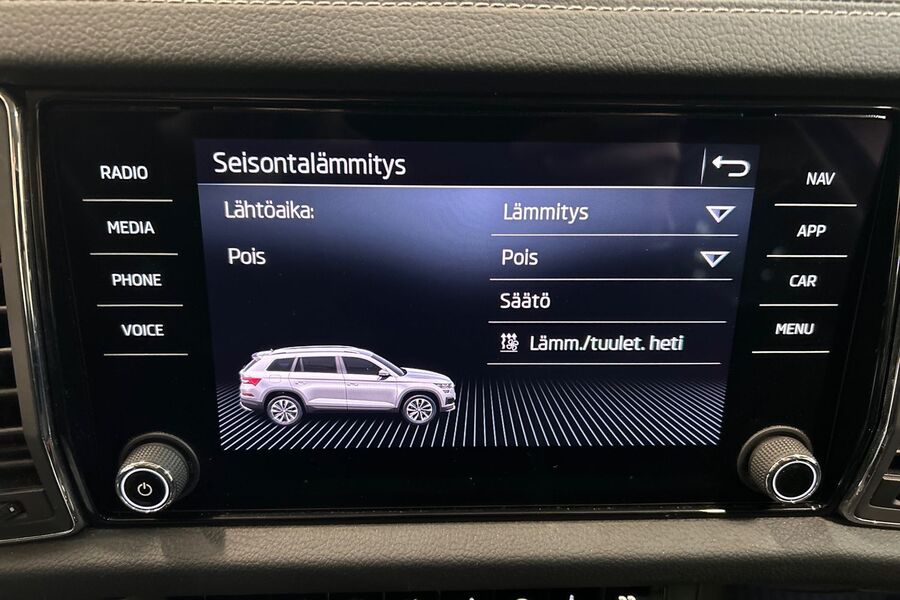 Seisontalämmitys
RADIO
MEDIA
PHONE
VOICE
Lähtöaika:
Pois
Lämmitys
Pois
Säätö
Lämm./tuulet. heti
NAV
APP
CAR
MENU